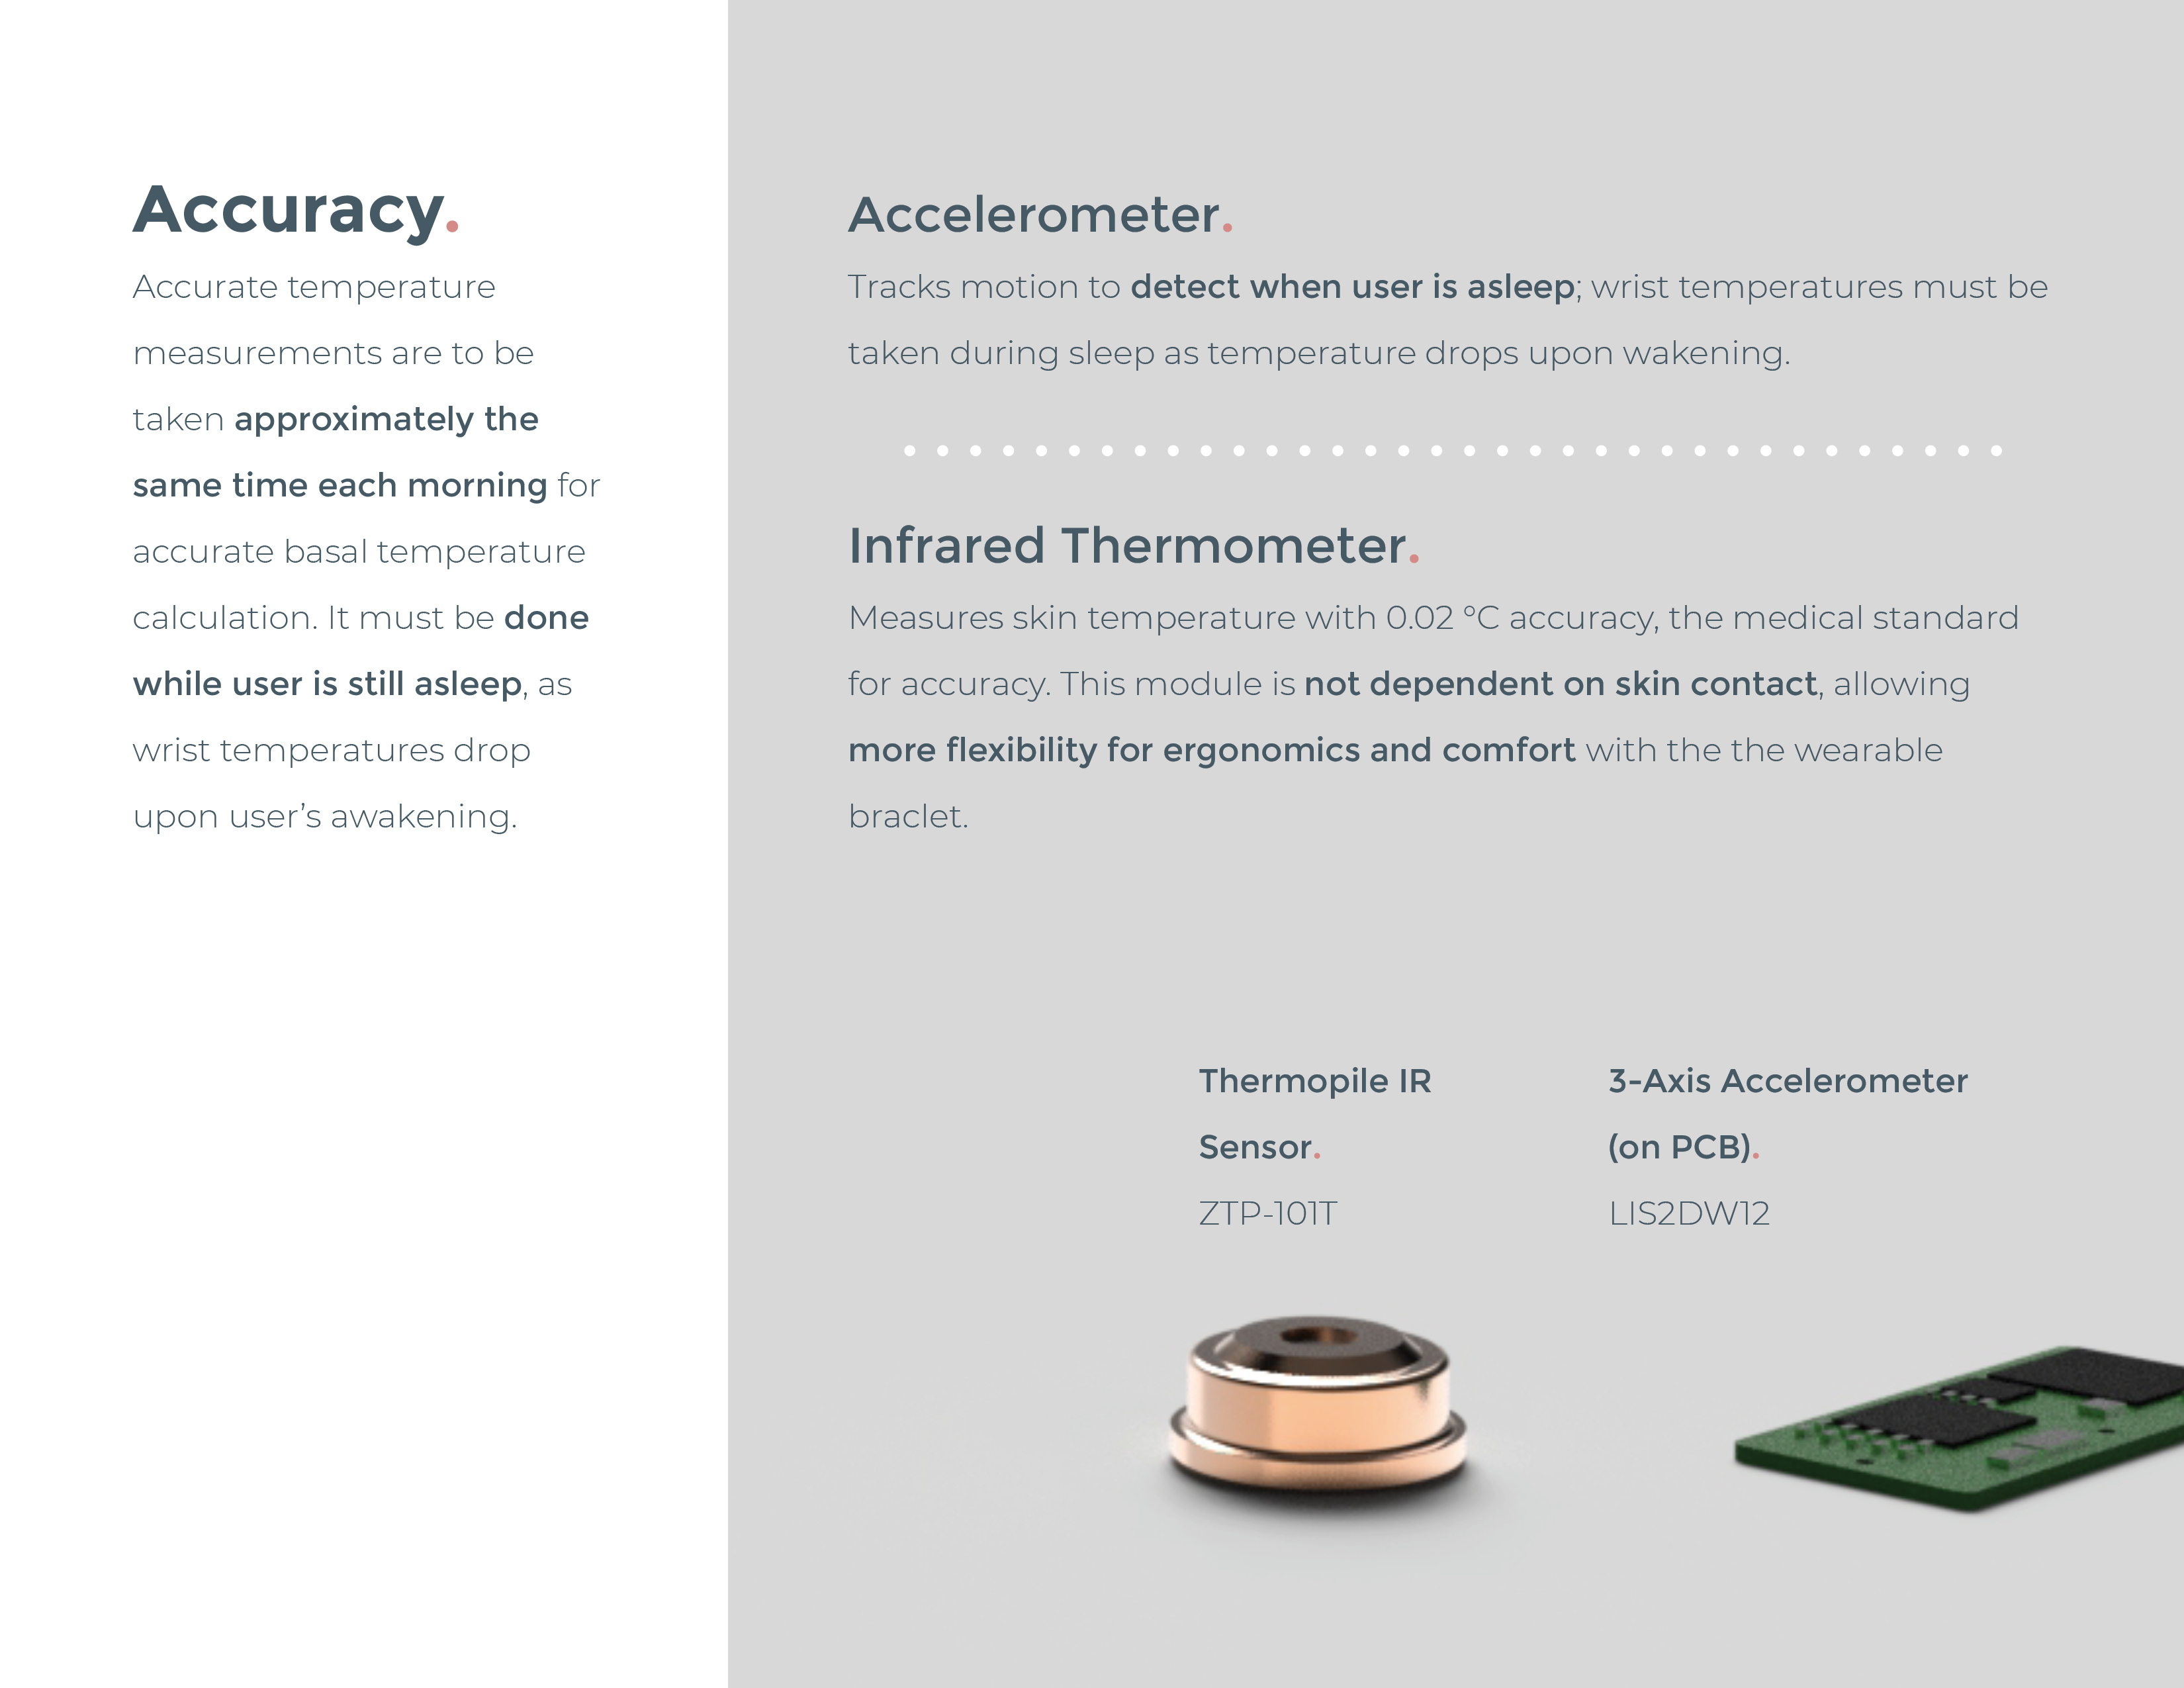 Accuracy.
Accurate temperature
measurements are to be
taken approximately the
same time each morning for
accurate basal temperature
calculation. It must be done
while user is still asleep, as
wrist temperatures drop
upon user’s awakening.
Accelerometer.
Tracks motion to detect when user is asleep; wrist temperatures must be
taken during sleep as temperature drops upon wakening.
Infrared Thermometer.
Measures skin temperature with 0.02 °C accuracy, the medical standard
for accuracy. This module is not dependent on skin contact, allowing
more flexibility for ergonomics and comfort with the the wearable
braclet.
Thermopile IR
Sensor.
ZTP-101T
3-Axis Accelerometer
(on PCB).
LIS2DW12